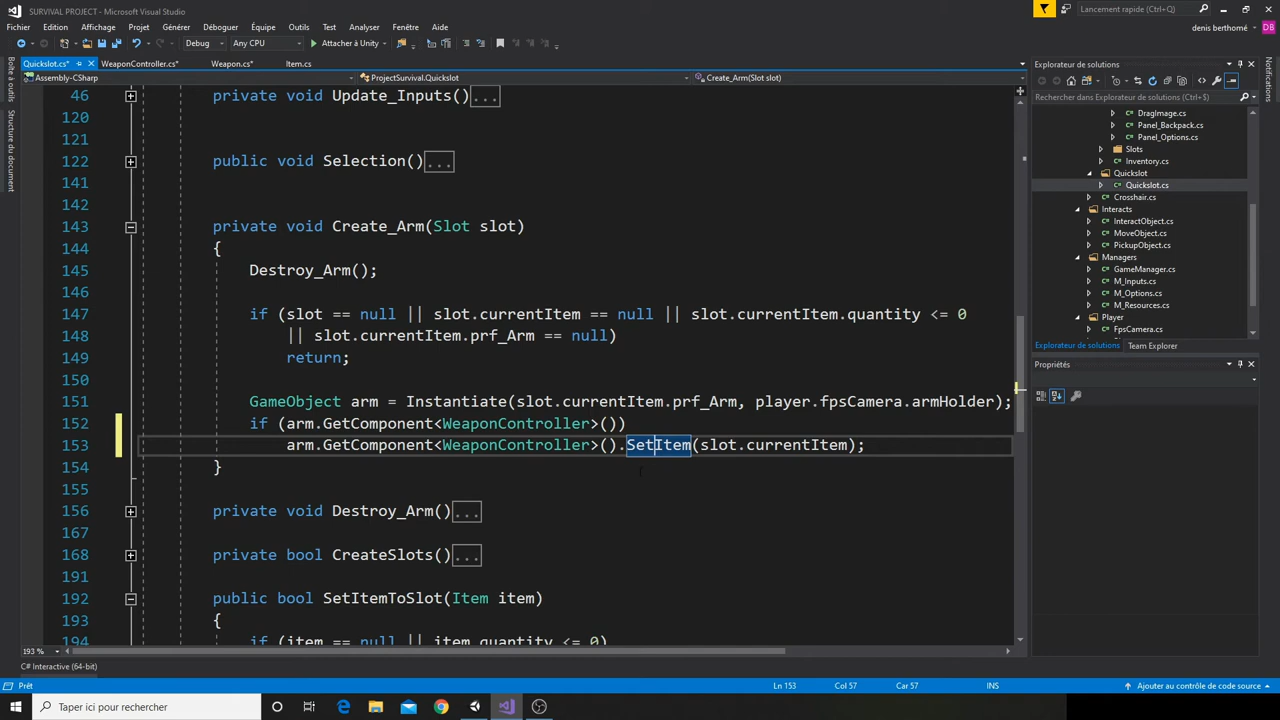 SURVIVAL PROJECT - Microsoft Visual Studio
Lancement rapide (Ctrl+Q)
Fichier Edition Affichage Projet Générer Déboguer Équipe Outils Test Analyser Fenêtre Aide
denis berthomé DB
Debug Any CPU Attacher à Unity
Quickslot.cs* WeaponController.cs* Weapon.cs* Item.cs
Assembly-CSharp ProjectSurvival.Quickslot Create_Arm(Slot slot)
Boîte à outils
Structure du document
46 private void Update_Inputs()...
120
121
122 public void Selection()...
141
142
143 private void Create_Arm(Slot slot)
144 {
145 Destroy_Arm();
146
147 if (slot == null || slot.currentItem == null || slot.currentItem.quantity <= 0
148 || slot.currentItem.prf_Arm == null)
149 return;
150
151 GameObject arm = Instantiate(slot.currentItem.prf_Arm, player.fpsCamera.armHolder);
152 if (arm.GetComponent<WeaponController>())
153 arm.GetComponent<WeaponController>().SetItem(slot.currentItem);
154 }
155
156 private void Destroy_Arm()...
167
168 private bool CreateSlots()...
191
192 public bool SetItemToSlot(Item item)
193 {
194 if (item == null || item.quantity <= 0)
193 %
Explorateur de solutions
Rechercher dans Explorateur de solutions (Ctrl+$)
DragImage.cs
Panel_Backpack.cs
Panel_Options.cs
Slots
Inventory.cs
Quickslot
Quickslot.cs
Crosshair.cs
Interacts
InteractObject.cs
MoveObject.cs
PickupObject.cs
Managers
GameManager.cs
M_Inputs.cs
M_Options.cs
M_Resources.cs
Player
FpsCamera.cs
Explorateur de solutions Team Explorer
Propriétés
Notifications
C# Interactive (64-bit)
Prêt Ln 153 Col 57 Car 57 INS Ajouter au contrôle de code source
Taper ici pour rechercher